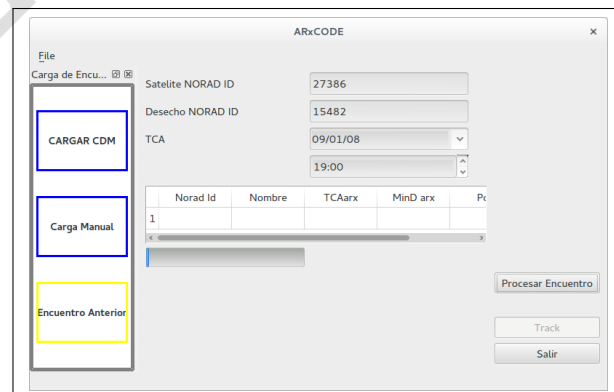 ARxCODE ×
File
Carga de Encu...
Satelite NORAD ID 27386
Desecho NORAD ID 15482
CARGAR CDM
TCA 09/01/08
19:00
Norad Id Nombre TCAarx MinD arx
1
Carga Manual
Procesar Encuentro
Encuentro Anterior
Track
Salir